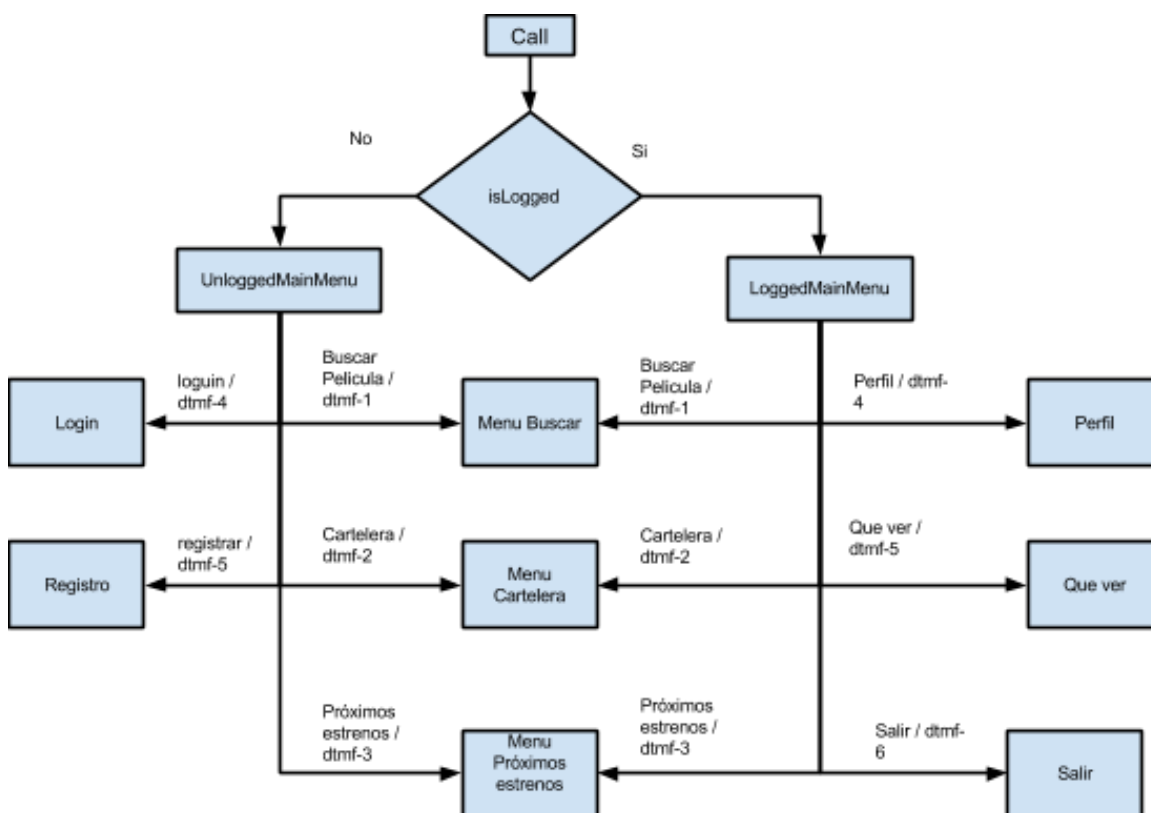 Call
No
Si
isLogged
UnloggedMainMenu
LoggedMainMenu
loguin /
dtmf-4
Buscar
Pelicula /
dtmf-1
Buscar
Pelicula /
dtmf-1
Perfil / dtmf-
4
Login
Menu Buscar
Perfil
registrar /
dtmf-5
Cartelera /
dtmf-2
Cartelera /
dtmf-2
Que ver /
dtmf-5
Registro
Menu
Cartelera
Que ver
Próximos
estrenos /
dtmf-3
Próximos
estrenos /
dtmf-3
Salir / dtmf-
6
Menu
Próximos
estrenos
Salir